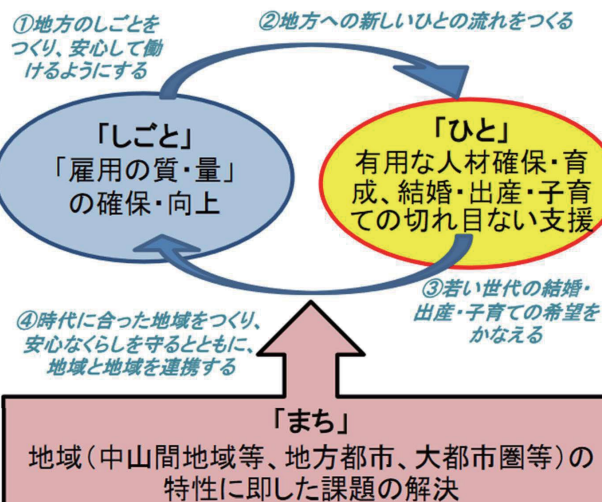 ①地方のしごとを
つくり、安心して働
けるようにする
②地方への新しいひとの流れをつくる
「しごと」
「雇用の質・量」
の確保・向上
「ひと」
有用な人材確保・育
成、結婚・出産・子育
ての切れ目ない支援
③若い世代の結婚・
出産・子育ての希望を
かなえる
④時代に合った地域をつくり、
安心なくらしを守るとともに、
地域と地域を連携する
「まち」
地域(中山間地域等、地方都市、大都市圏等)の
特性に即した課題の解決